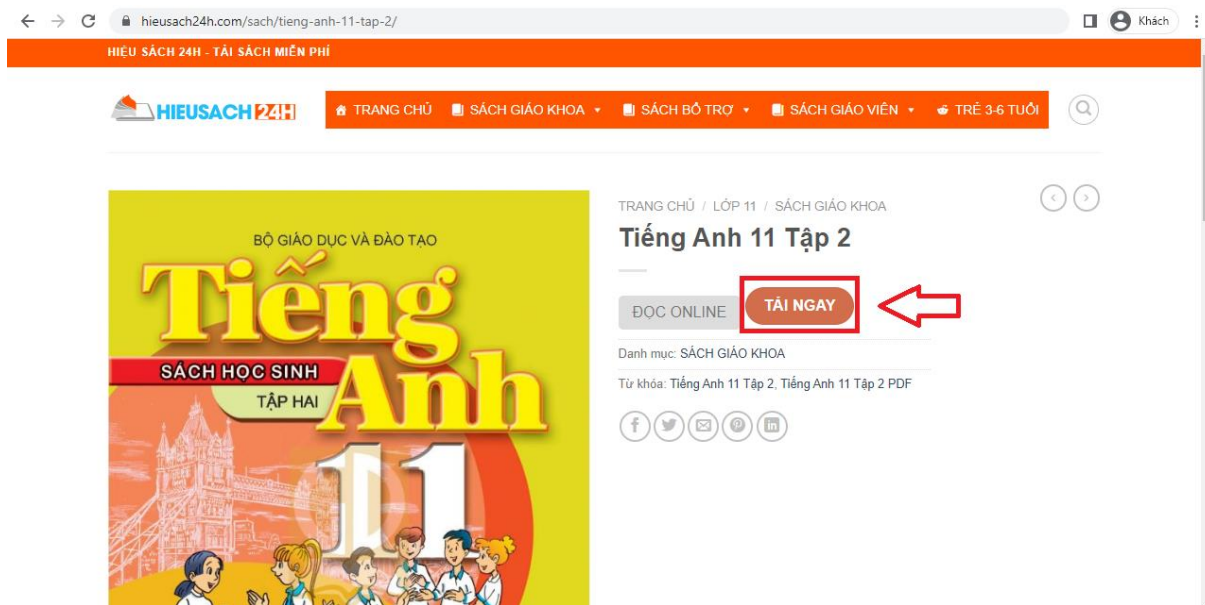 hieusach24h.com/sach/tieng-anh-11-tap-2/
Khách
HIỆU SÁCH 24H - TẢI SÁCH MIỄN PHÍ
HIEUSACH 24H
TRANG CHỦ SÁCH GIÁO KHOA SÁCH BỔ TRỢ SÁCH GIÁO VIÊN TRẺ 3-6 TUỔI
TRANG CHỦ / LỚP 11 / SÁCH GIÁO KHOA
Tiếng Anh 11 Tập 2
ĐỌC ONLINE
TẢI NGAY
Danh mục: SÁCH GIÁO KHOA
Từ khóa: Tiếng Anh 11 Tập 2, Tiếng Anh 11 Tập 2 PDF
BỘ GIÁO DỤC VÀ ĐÀO TẠO
Tiếng
Anh
SÁCH HỌC SINH
TẬP HAI
11